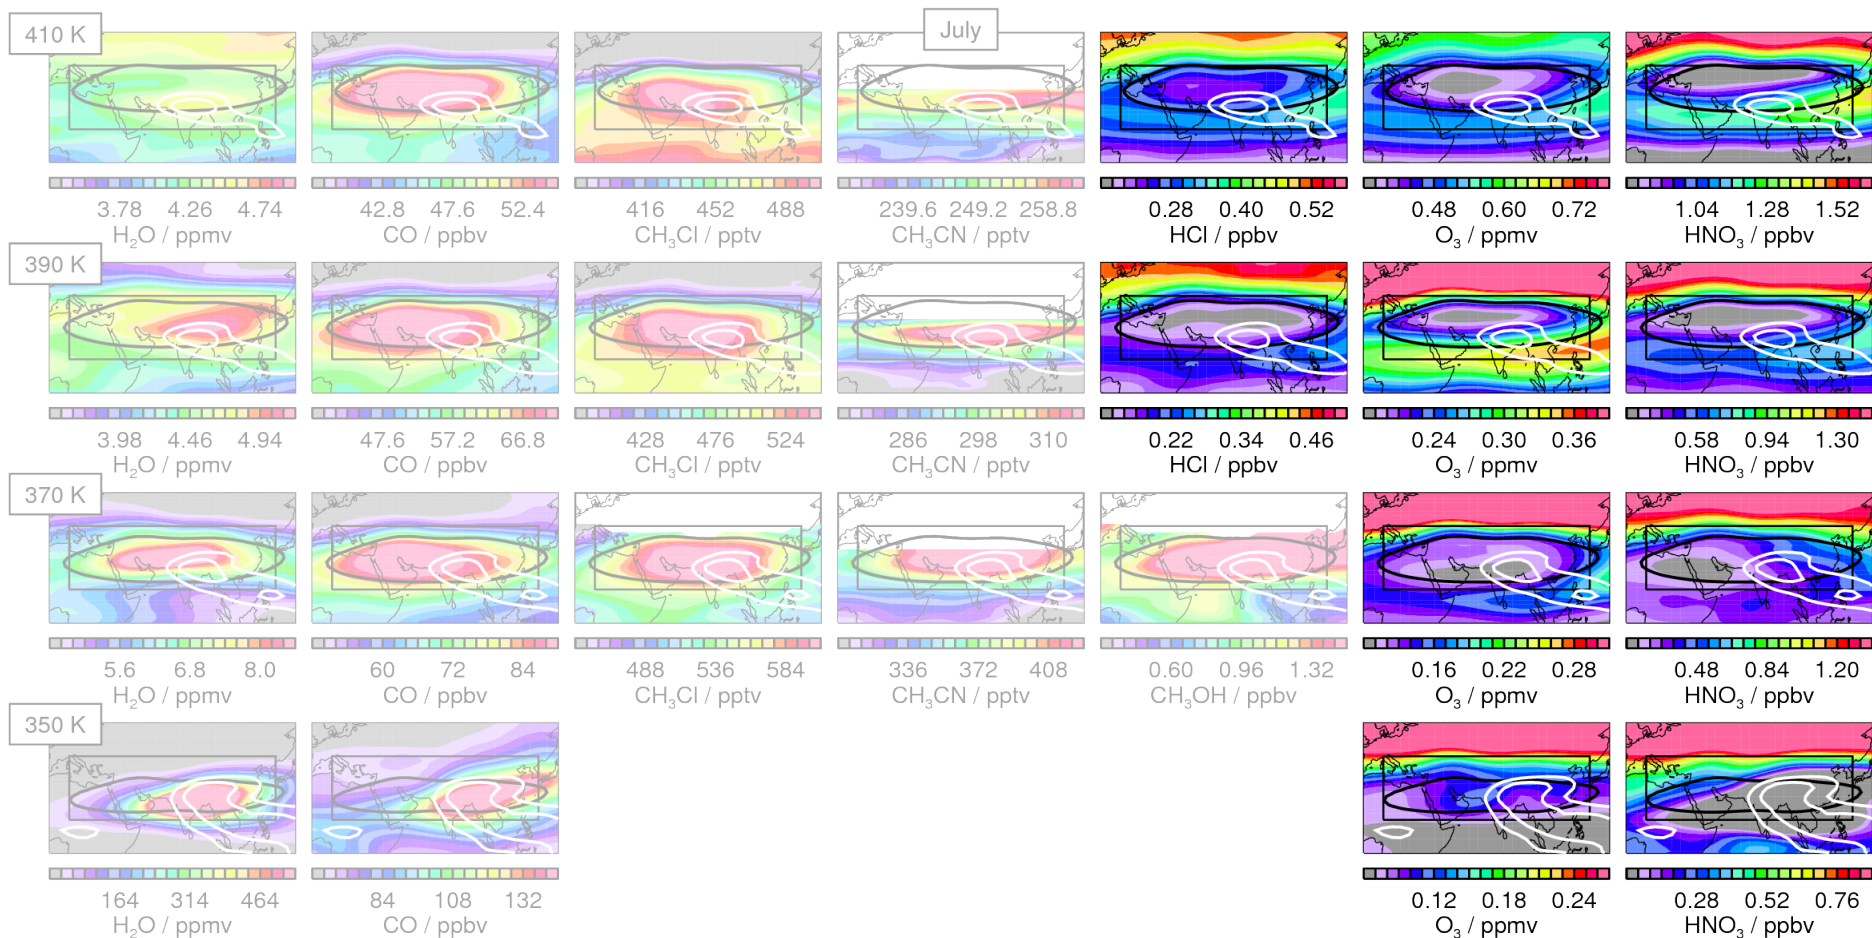 410 K
July
3.78 4.26 4.74
H₂O / ppmv
42.8 47.6 52.4
CO / ppbv
416 452 488
CH₃Cl / pptv
239.6 249.2 258.8
CH₃CN / pptv
0.28 0.40 0.52
HCl / ppbv
0.48 0.60 0.72
O₃ / ppmv
1.04 1.28 1.52
HNO₃ / ppbv
390 K
3.98 4.46 4.94
H₂O / ppmv
47.6 57.2 66.8
CO / ppbv
428 476 524
CH₃Cl / pptv
286 298 310
CH₃CN / pptv
0.22 0.34 0.46
HCl / ppbv
0.24 0.30 0.36
O₃ / ppmv
0.58 0.94 1.30
HNO₃ / ppbv
370 K
5.6 6.8 8.0
H₂O / ppmv
60 72 84
CO / ppbv
488 536 584
CH₃Cl / pptv
336 372 408
CH₃CN / pptv
0.60 0.96 1.32
CH₃OH / ppbv
0.16 0.22 0.28
O₃ / ppmv
0.48 0.84 1.20
HNO₃ / ppbv
350 K
164 314 464
H₂O / ppmv
84 108 132
CO / ppbv
0.12 0.18 0.24
O₃ / ppmv
0.28 0.52 0.76
HNO₃ / ppbv